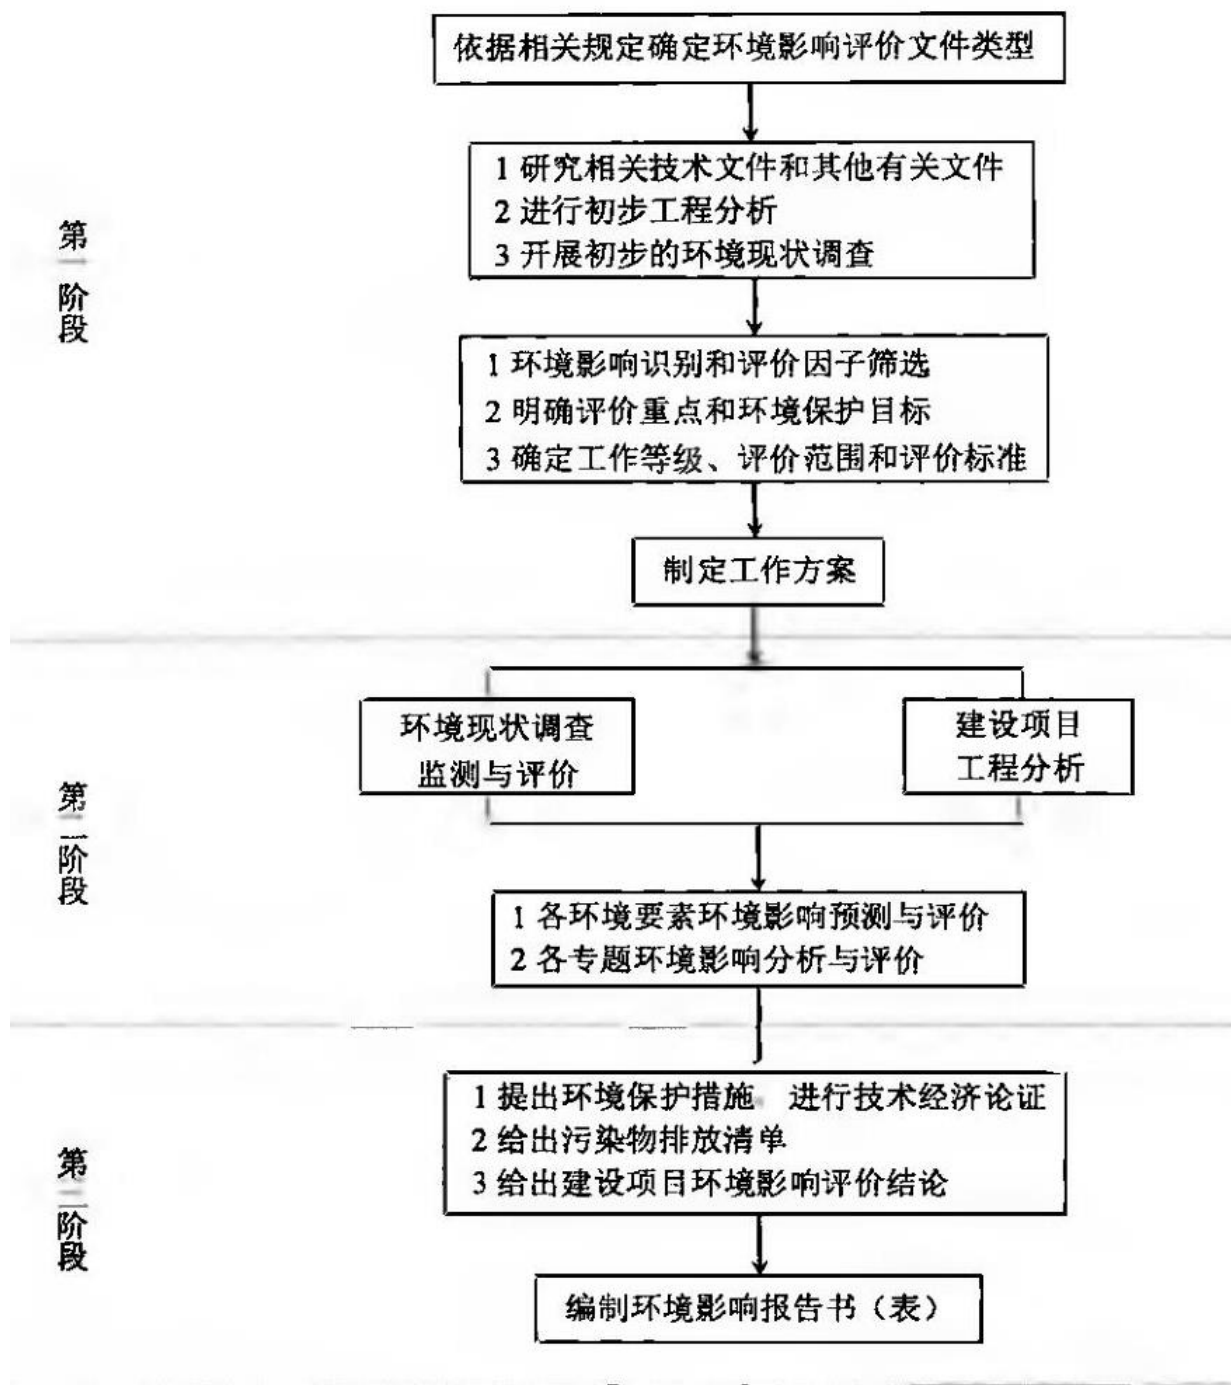 依据相关规定确定环境影响评价文件类型
1 研究相关技术文件和其他有关文件
2 进行初步工程分析
3 开展初步的环境现状调查
第一阶段
1 环境影响识别和评价因子筛选
2 明确评价重点和环境保护目标
3 确定工作等级、评价范围和评价标准
制定工作方案
环境现状调查
监测与评价
建设项目
工程分析
第二阶段
1 各环境要素环境影响预测与评价
2 各专题环境影响分析与评价
1 提出环境保护措施 进行技术经济论证
2 给出污染物排放清单
3 给出建设项目环境影响评价结论
第三阶段
编制环境影响报告书（表）